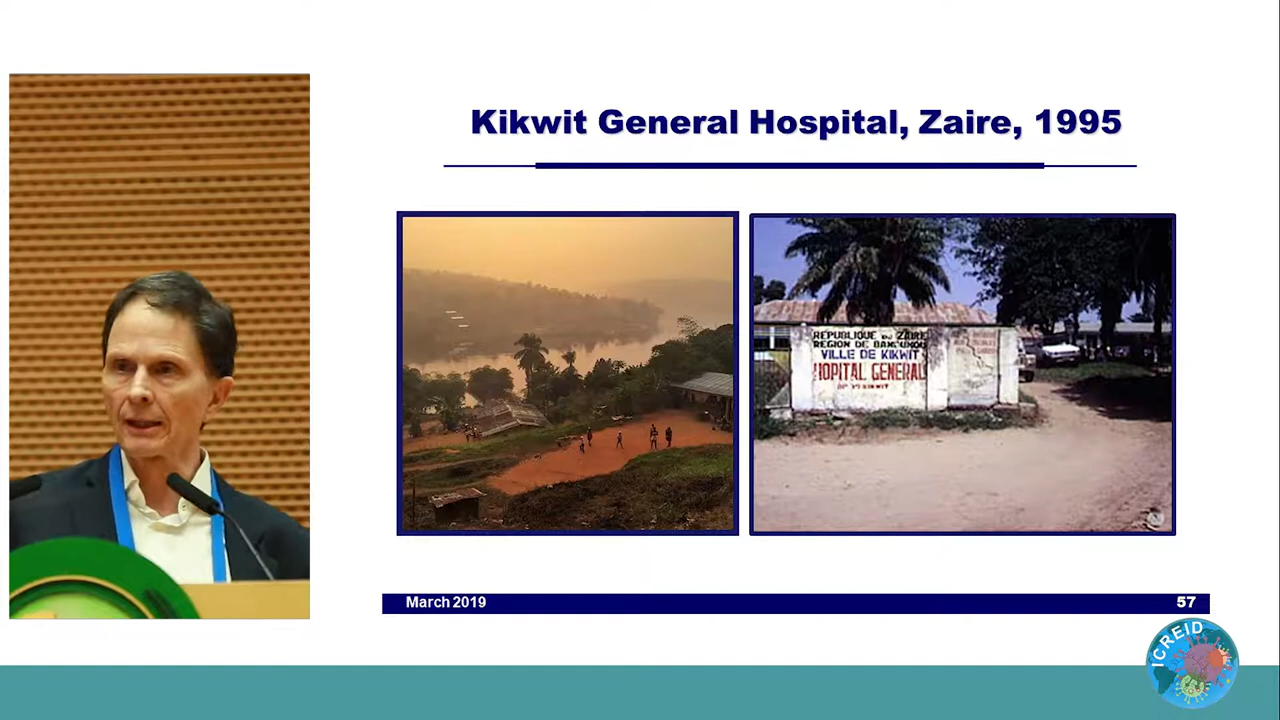 Kikwit General Hospital, Zaire, 1995
REPUBLIQUE DU ZAIRE
REGION DE
VILLE DE KIKWIT
HOPITAL GENERAL
KIKWIT
March 2019
57
ICREID